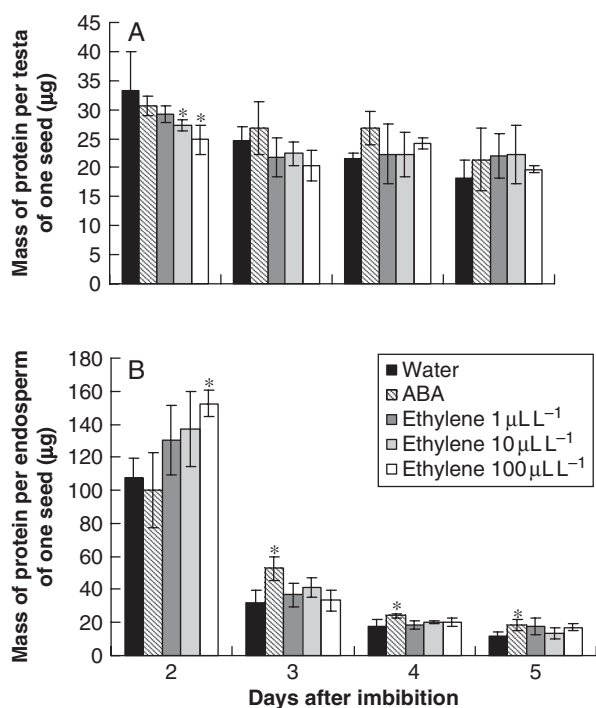 A
Mass of protein per testa
of one seed (μg)
45
40
35
30
25
20
15
10
5
0
* *
B
Mass of protein per endosperm
of one seed (μg)
180
160
140
120
100
80
60
40
20
0
*
*
*
*
Water
ABA
Ethylene 1 μL L−1
Ethylene 10 μL L−1
Ethylene 100 μL L−1
2 3 4 5
Days after imbibition